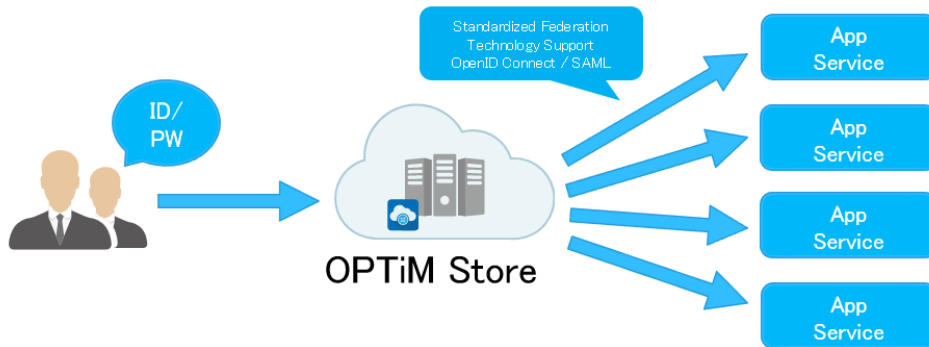 Standardized Federation
Technology Support
OpenID Connect / SAML
ID/
PW
OPTiM Store
App
Service
App
Service
App
Service
App
Service